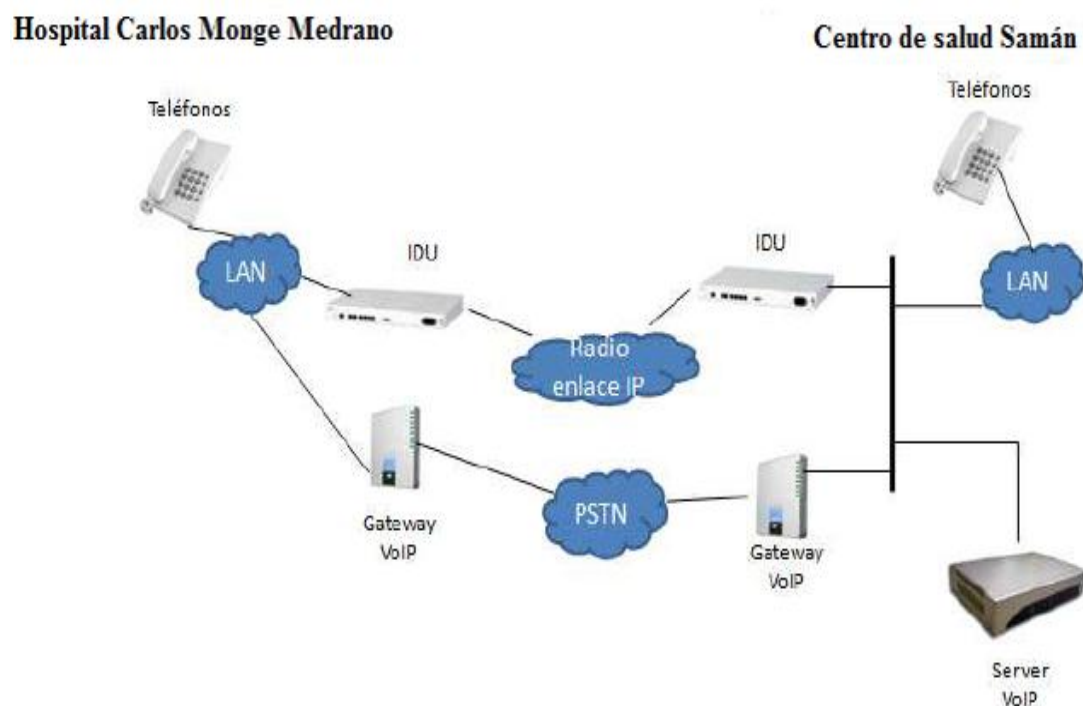 Hospital Carlos Monge Medrano
Centro de salud Samán
Teléfonos
Teléfonos
IDU
IDU
LAN
LAN
Radio
enlace IP
PSTN
Gateway
VoIP
Gateway
VoIP
Server
VoIP